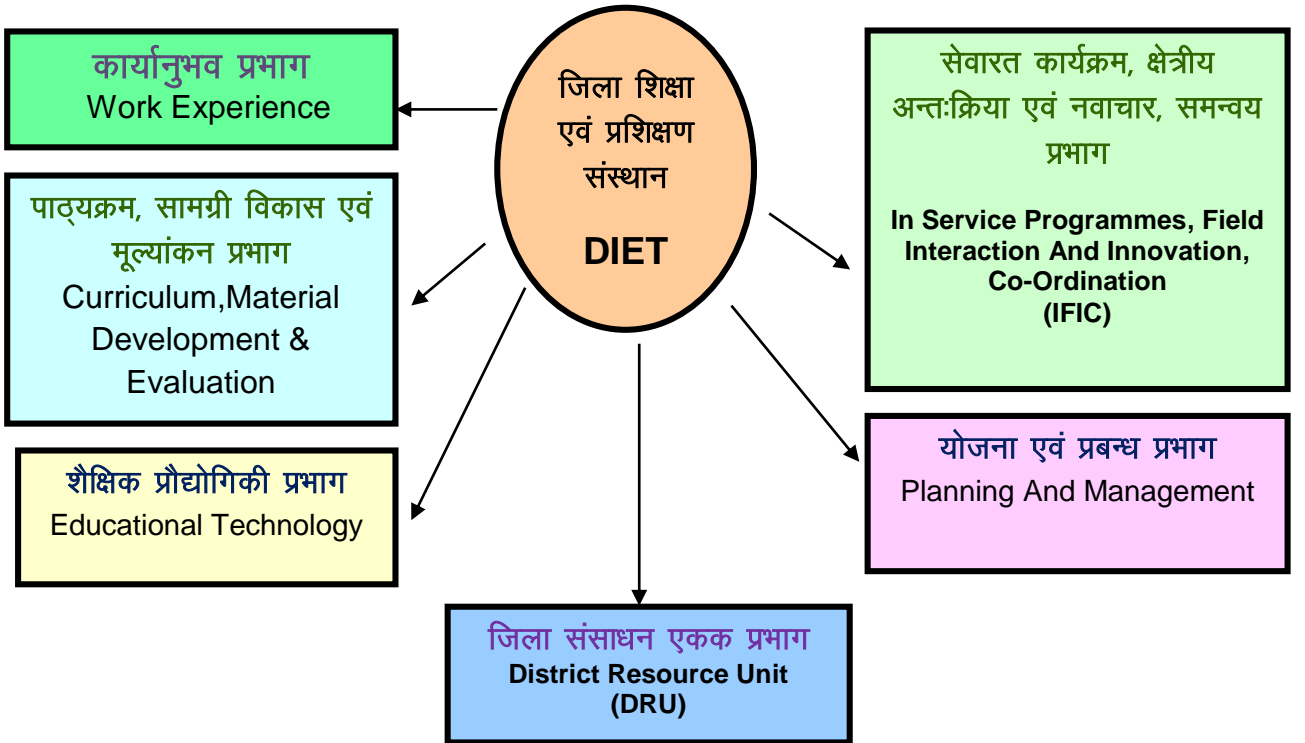 कार्यानुभव प्रभाग
Work Experience
पाठ्यक्रम, सामग्री विकास एवं
मूल्यांकन प्रभाग
Curriculum,Material
Development &
Evaluation
शैक्षिक प्रौद्योगिकी प्रभाग
Educational Technology
जिला शिक्षा
एवं प्रशिक्षण
संस्थान
DIET
सेवारत कार्यक्रम, क्षेत्रीय
अन्तःक्रिया एवं नवाचार, समन्वय
प्रभाग
In Service Programmes, Field
Interaction And Innovation,
Co-Ordination
(IFIC)
योजना एवं प्रबन्ध प्रभाग
Planning And Management
जिला संसाधन एकक प्रभाग
District Resource Unit
(DRU)